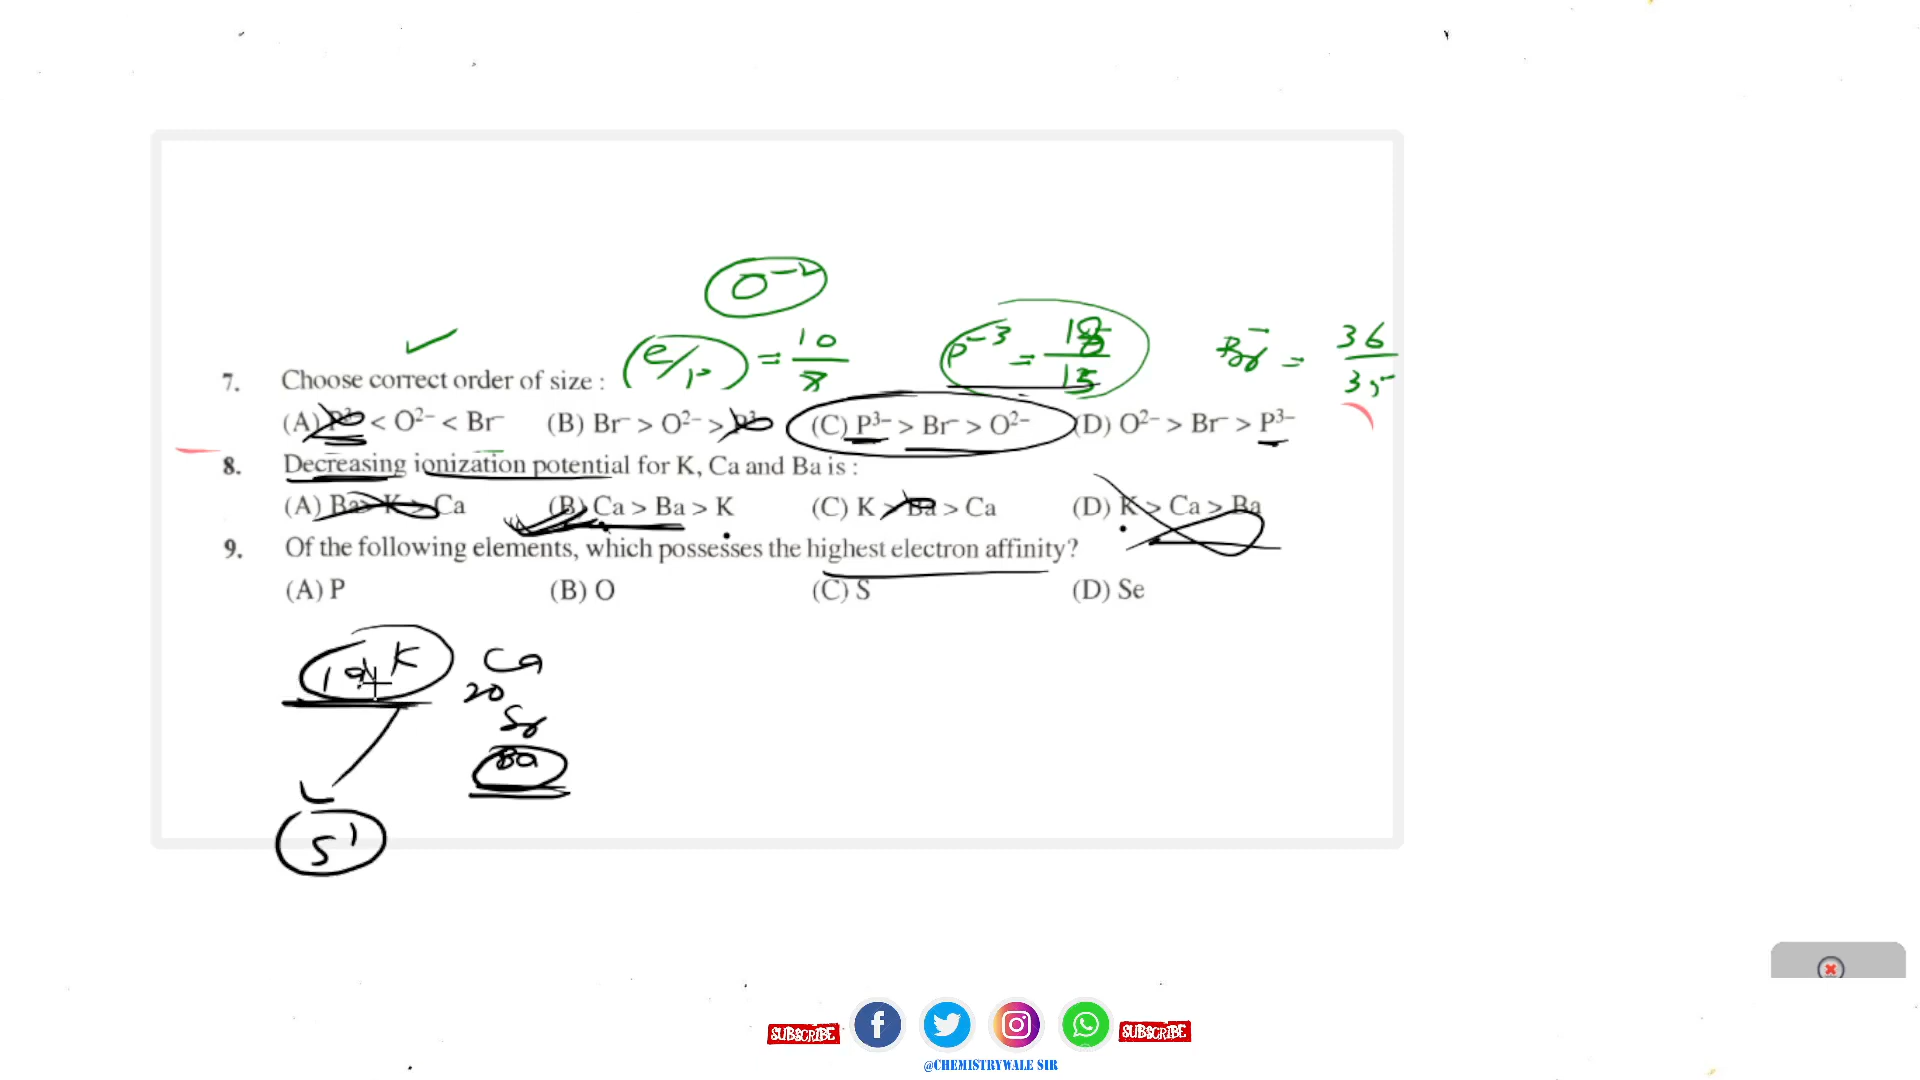 O⁻²
(e/p) = 10/8
P⁻³ = 18/15
Br⁻ = 36/35
7. Choose correct order of size :
(A) P³⁻ < O²⁻ < Br⁻ (B) Br⁻ > O²⁻ > P³⁻ (C) P³⁻ > Br⁻ > O²⁻ (D) O²⁻ > Br⁻ > P³⁻
8. Decreasing ionization potential for K, Ca and Ba is :
(A) Ba > K > Ca (B) Ca > Ba > K (C) K > Ba > Ca (D) K > Ca > Ba
9. Of the following elements, which possesses the highest electron affinity?
(A) P (B) O (C) S (D) Se
19 K
Ca
20
Sr
Ba
S¹
SUBSCRIBE SUBSCRIBE
@CHEMISTRYWALE SIR